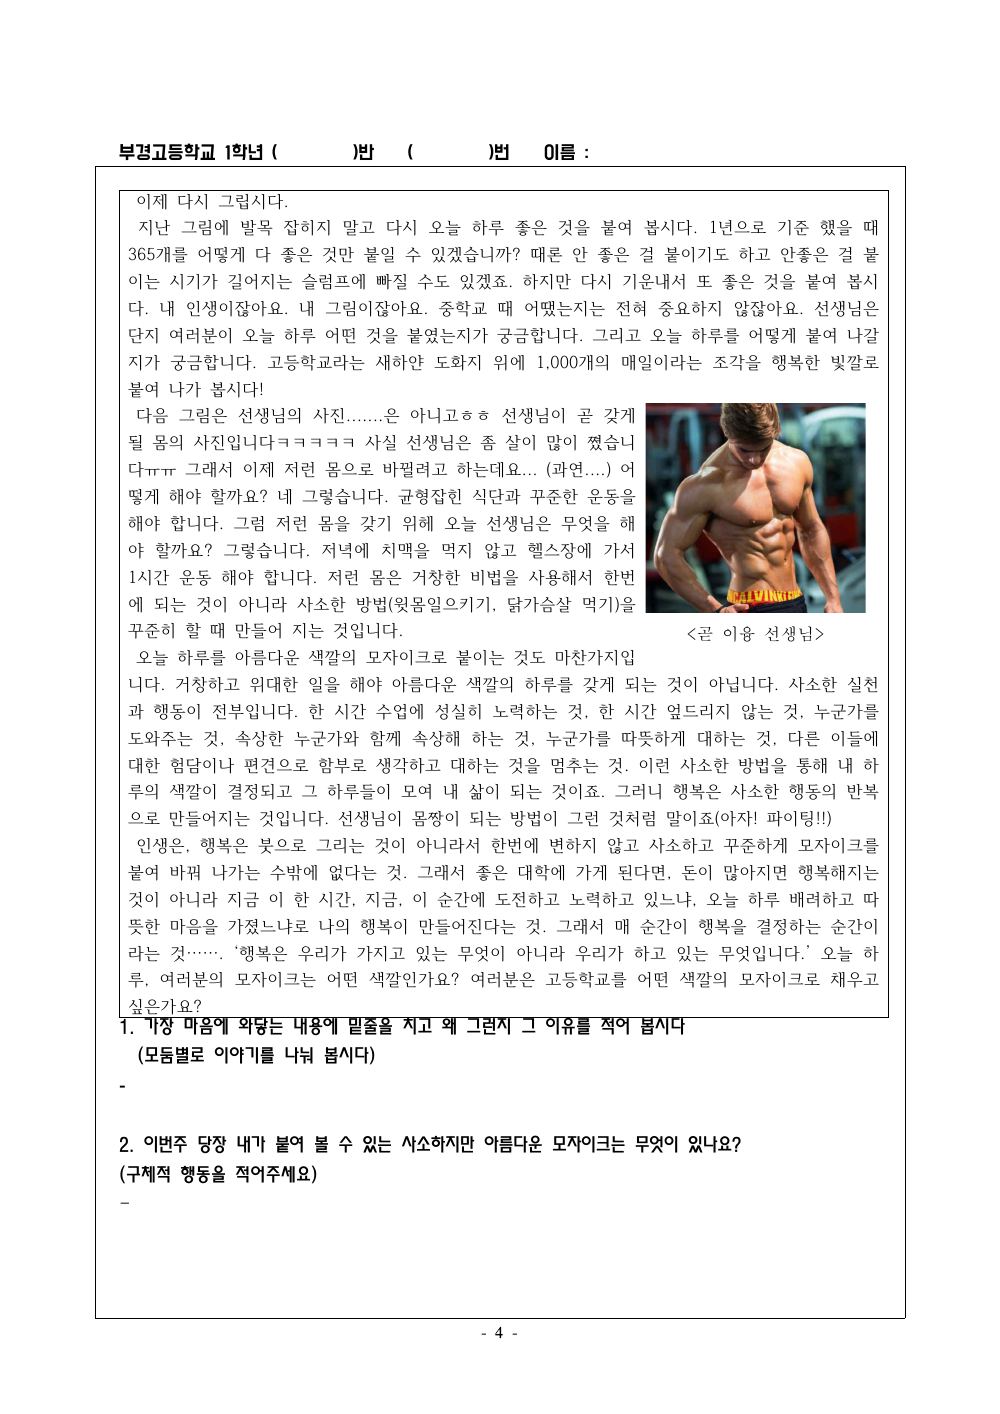 부경고등학교 1학년 ( )반 ( )번 이름 :
이제 다시 그립시다.
지난 그림에 발목 잡히지 말고 다시 오늘 하루 좋은 것을 붙여 봅시다. 1년으로 기준 했을 때
365개를 어떻게 다 좋은 것만 붙일 수 있겠습니까? 때론 안 좋은 걸 붙이기도 하고 안좋은 걸 붙
이는 시기가 길어지는 슬럼프에 빠질 수도 있겠죠. 하지만 다시 기운내서 또 좋은 것을 붙여 봅시
다. 내 인생이잖아요. 내 그림이잖아요. 중학교 때 어땠는지는 전혀 중요하지 않잖아요. 선생님은
단지 여러분이 오늘 하루 어떤 것을 붙였는지가 궁금합니다. 그리고 오늘 하루를 어떻게 붙여 나갈
지가 궁금합니다. 고등학교라는 새하얀 도화지 위에 1,000개의 매일이라는 조각을 행복한 빛깔로
붙여 나가 봅시다!
다음 그림은 선생님의 사진.......은 아니고ㅎㅎ 선생님이 곧 갖게
될 몸의 사진입니다ㅋㅋㅋㅋㅋ 사실 선생님은 좀 살이 많이 쪘습니
다ㅠㅠ 그래서 이제 저런 몸으로 바뀔려고 하는데요... (과연....) 어
떻게 해야 할까요? 네 그렇습니다. 균형잡힌 식단과 꾸준한 운동을
해야 합니다. 그럼 저런 몸을 갖기 위헤 오늘 선생님은 무엇을 해
야 할까요? 그렇습니다. 저녁에 치맥을 먹지 않고 헬스장에 가서
1시간 운동 해야 합니다. 저런 몸은 거창한 비법을 사용해서 한번
에 되는 것이 아니라 사소한 방법(윗몸일으키기, 닭가슴살 먹기)을
꾸준히 할 때 만들어 지는 것입니다.
CALVINKL
<곧 이융 선생님>
오늘 하루를 아름다운 색깔의 모자이크로 붙이는 것도 마찬가지입
니다. 거창하고 위대한 일을 해야 아름다운 색깔의 하루를 갖게 되는 것이 아닙니다. 사소한 실천
과 행동이 전부입니다. 한 시간 수업에 성실히 노력하는 것, 한 시간 엎드리지 않는 것, 누군가를
도와주는 것, 속상한 누군가와 함께 속상해 하는 것, 누군가를 따뜻하게 대하는 것, 다른 이들에
대한 험담이나 편견으로 함부로 생각하고 대하는 것을 멈추는 것. 이런 사소한 방법을 통해 내 하
루의 색깔이 결정되고 그 하루들이 모여 내 삶이 되는 것이죠. 그러니 행복은 사소한 행동의 반복
으로 만들어지는 것입니다. 선생님이 몸짱이 되는 방법이 그런 것처럼 말이죠(아자! 파이팅!!)
인생은, 행복은 붓으로 그리는 것이 아니라서 한번에 변하지 않고 사소하고 꾸준하게 모자이크를
붙여 바꿔 나가는 수밖에 없다는 것. 그래서 좋은 대학에 가게 된다면, 돈이 많아지면 행복해지는
것이 아니라 지금 이 한 시간, 지금, 이 순간에 도전하고 노력하고 있느냐, 오늘 하루 배려하고 따
뜻한 마음을 가졌느냐로 나의 행복이 만들어진다는 것. 그래서 매 순간이 행복을 결정하는 순간이
라는 것……. ‘행복은 우리가 가지고 있는 무엇이 아니라 우리가 하고 있는 무엇입니다.’ 오늘 하
루, 여러분의 모자이크는 어떤 색깔인가요? 여러분은 고등학교를 어떤 색깔의 모자이크로 채우고
싶은가요?
1. 가장 마음에 와닿는 내용에 밑줄을 치고 왜 그런지 그 이유를 적어 봅시다
(모둠별로 이야기를 나눠 봅시다)
-
2. 이번주 당장 내가 붙여 볼 수 있는 사소하지만 아름다운 모자이크는 무엇이 있나요?
(구체적 행동을 적어주세요)
-
- 4 -